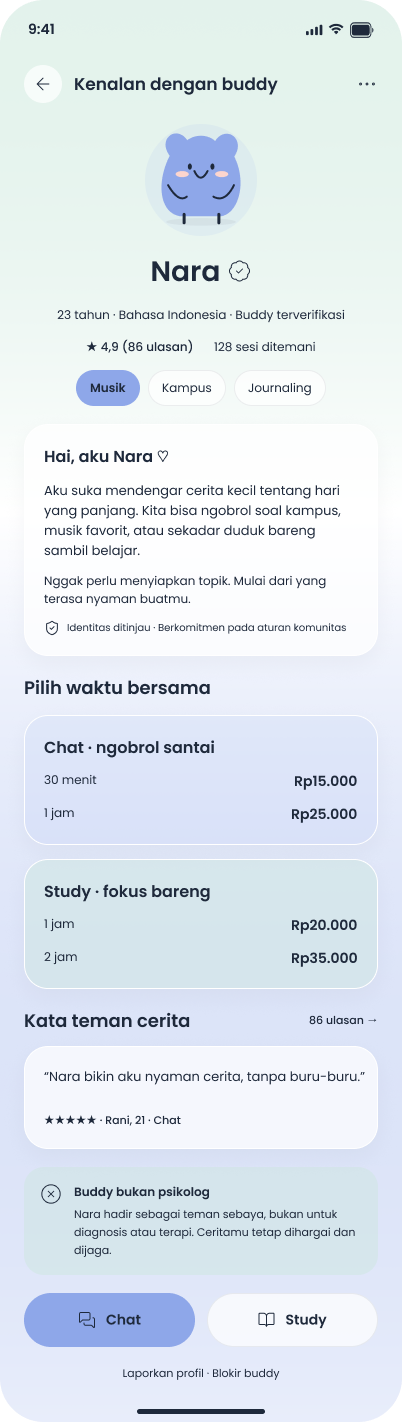 9:41
Kenalan dengan buddy
Nara
23 tahun · Bahasa Indonesia · Buddy terverifikasi
★ 4,9 (86 ulasan) 128 sesi ditemani
Musik Kampus Journaling
Hai, aku Nara ♡
Aku suka mendengar cerita kecil tentang hari
yang panjang. Kita bisa ngobrol soal kampus,
musik favorit, atau sekadar duduk bareng
sambil belajar.
Nggak perlu menyiapkan topik. Mulai dari yang
terasa nyaman buatmu.
Identitas ditinjau · Berkomitmen pada aturan komunitas
Pilih waktu bersama
Chat · ngobrol santai
30 menit Rp15.000
1 jam Rp25.000
Study · fokus bareng
1 jam Rp20.000
2 jam Rp35.000
Kata teman cerita 86 ulasan →
“Nara bikin aku nyaman cerita, tanpa buru-buru.”
★★★★★ · Rani, 21 · Chat
Buddy bukan psikolog
Nara hadir sebagai teman sebaya, bukan untuk
diagnosis atau terapi. Ceritamu tetap dihargai dan
dijaga.
Chat Study
Laporkan profil · Blokir buddy